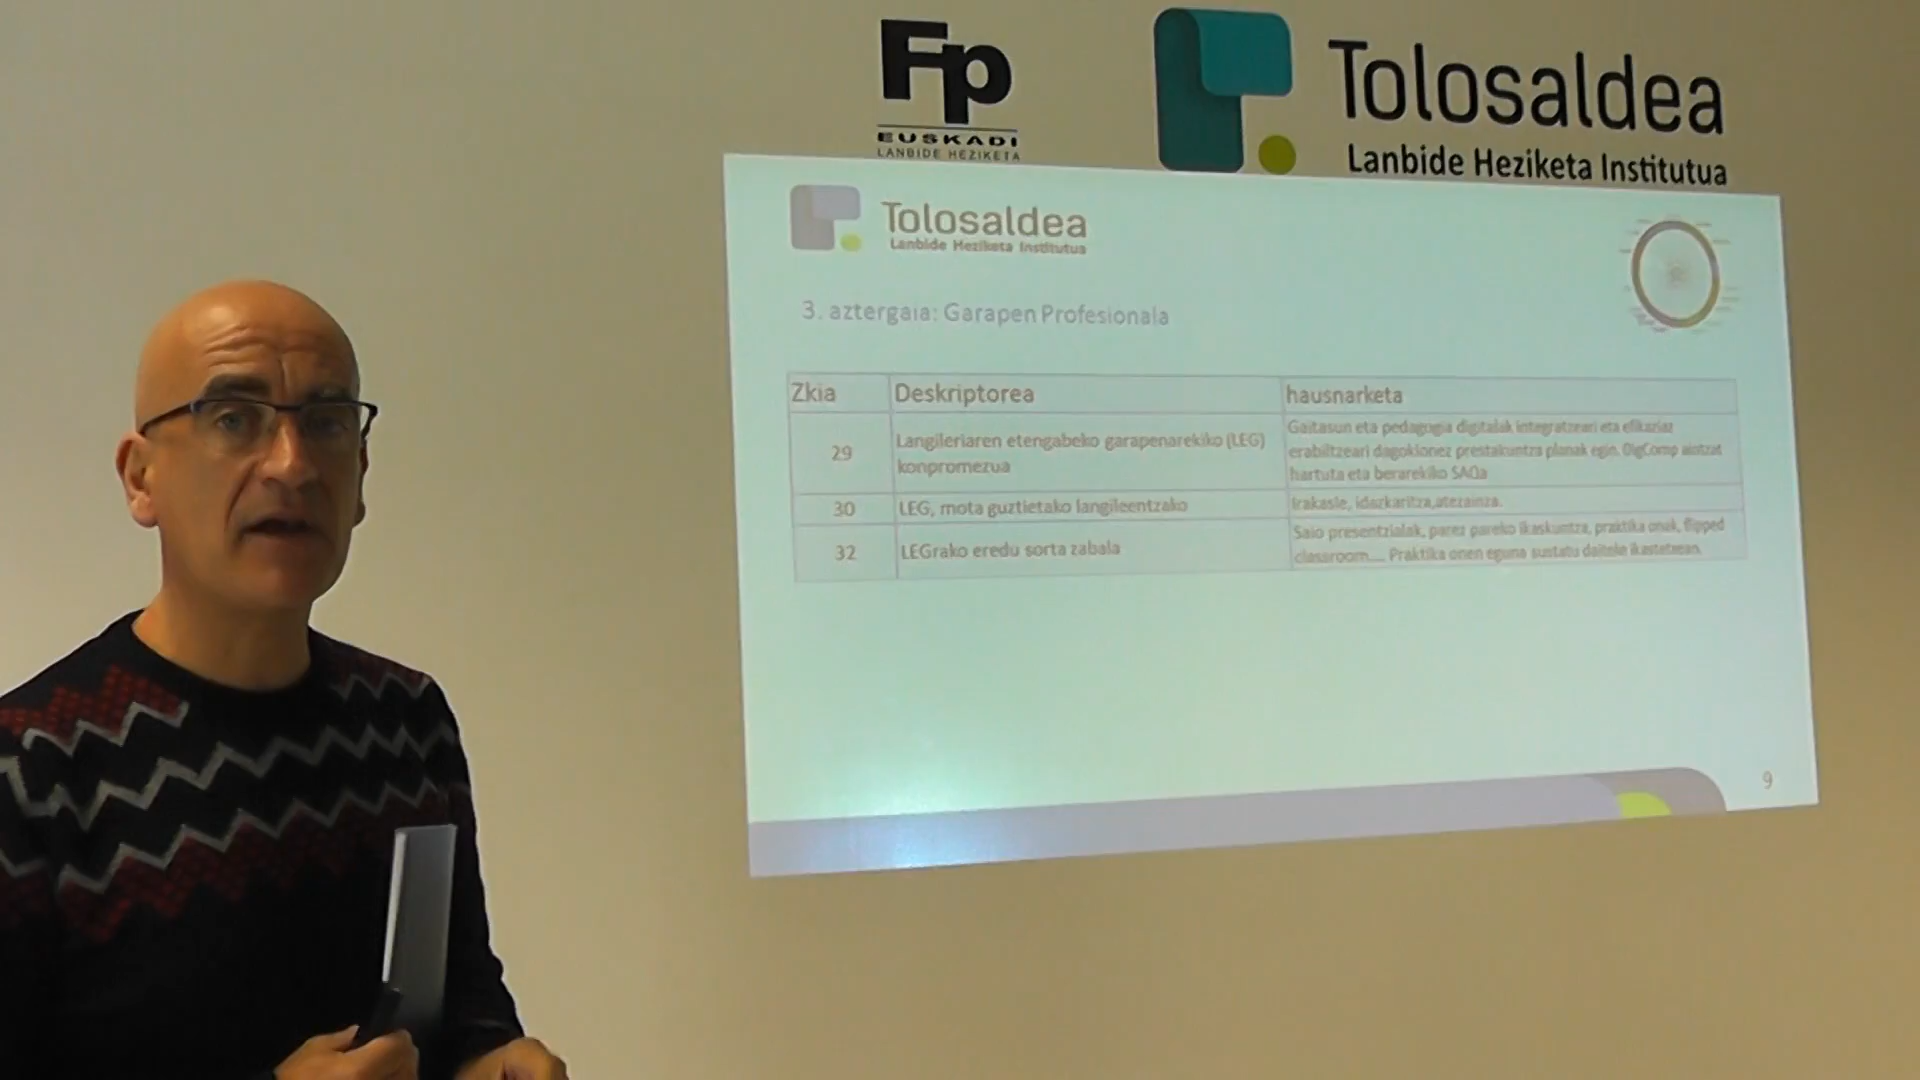 Fp
EUSKADI
LANBIDE HEZIKETA
Tolosaldea
Lanbide Heziketa Institutua
Tolosaldea
Lanbide Heziketa Institutua
3. aztergaia: Garapen Profesionala
Zkia Deskriptorea hausnarketa
29 Langileriaren etengabeko garapenarekiko (LEG)
konpromezua
Gaitasun eta pedagogia digitalak integratzeari eta efikaziaz
erabiltzeari dagokionez prestakuntza planak egin. DigComp aintzat
hartuta eta berarekiko SAQa
30 LEG, mota guztietako langileentzako Irakasle, idazkaritza,atezainza.
32 LEGrako eredu sorta zabala
Saio presentzialak, parez pareko ikaskuntza, praktika onak, flipped
classroom.... Praktika onen eguna sustatu daiteke ikastetxean.
9